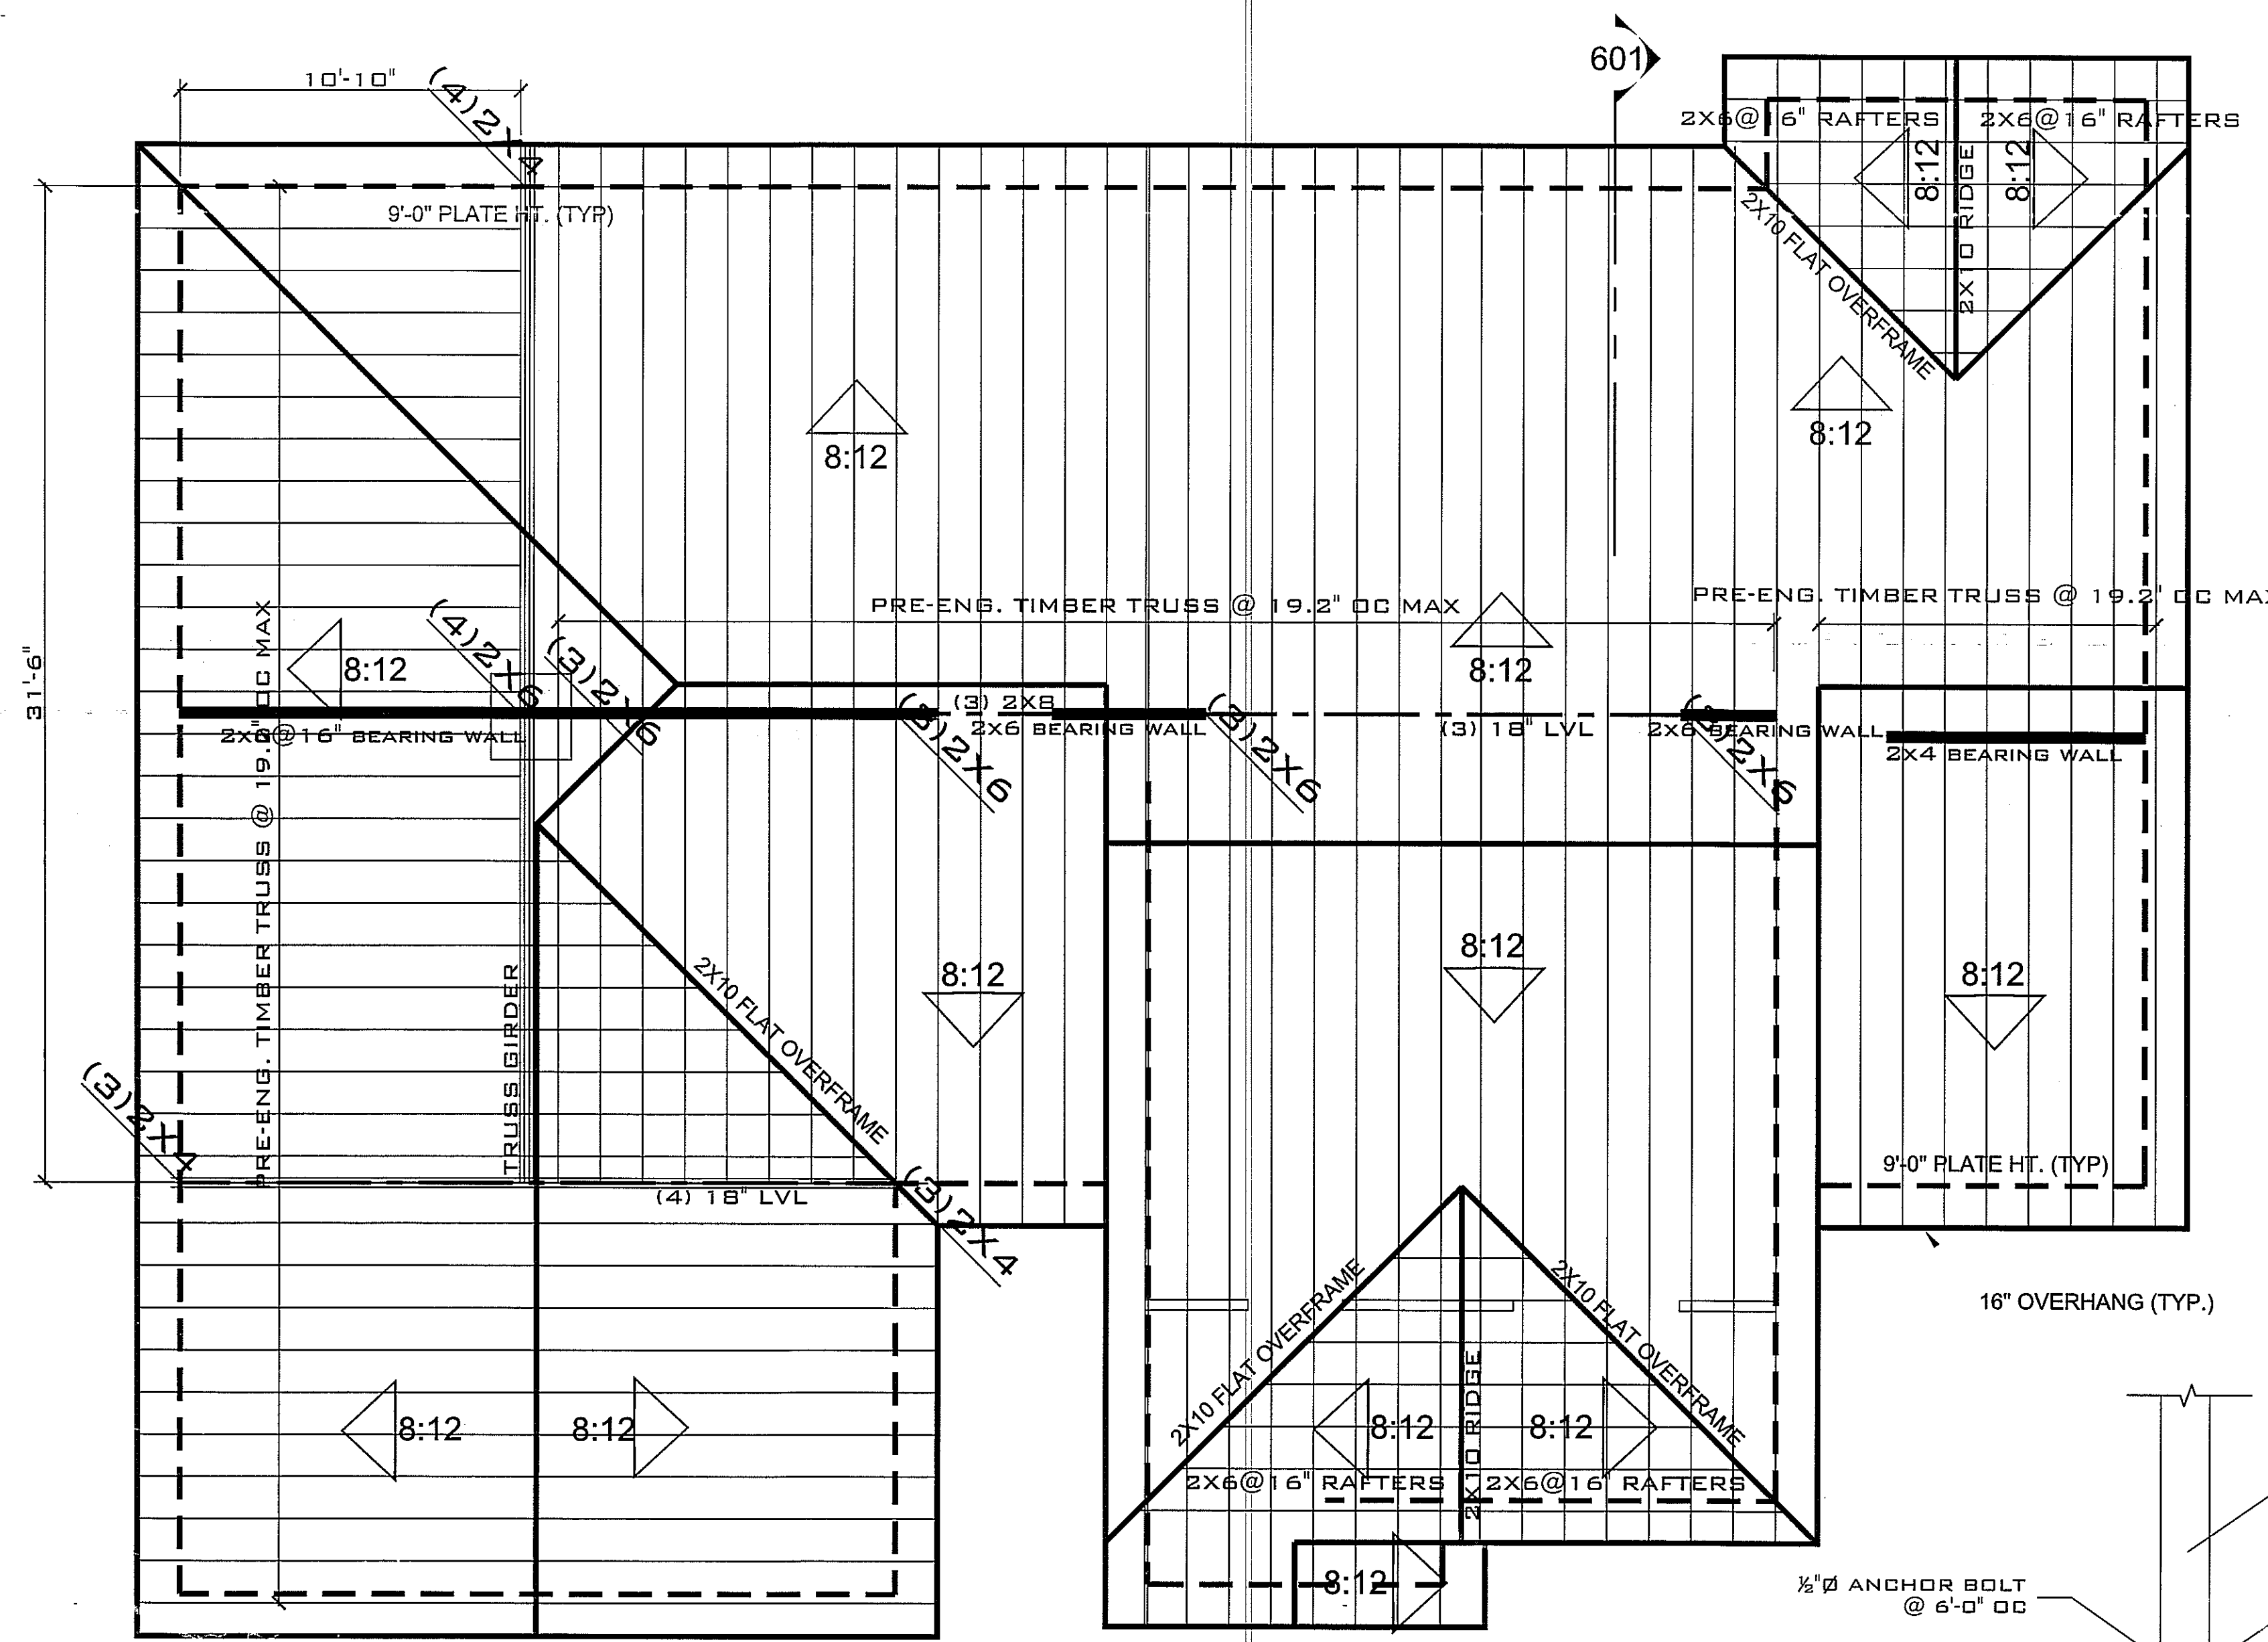 601
10'-10"
(4)2X4
2X6@16" RAFTERS
2X6@16" RAFTERS
8:12
8:12
2X10 RIDGE
9'-0" PLATE HT. (TYP)
2X10 FLAT OVERFRAME
8:12
8:12
PRE-ENG. TIMBER TRUSS @ 19.2" OC MAX
PRE-ENG. TIMBER TRUSS @ 19.2" OC MAX
31'-6"
8:12
(4)2X6
(3)2X6
8:12
(3) 2X8
(3)2X6
2X6 BEARING WALL
(3)2X6
(3) 18" LVL
2X6 BEARING WALL
2X6
2X4 BEARING WALL
2X6@16" BEARING WALL
PRE-ENG. TIMBER TRUSS @ 19.2" OC MAX
8:12
8:12
8:12
2X10 FLAT OVERFRAME
TRUSS GIRDER
(3)2X4
(4) 18" LVL
(3)2X4
9'-0" PLATE HT. (TYP)
16" OVERHANG (TYP.)
2X10 FLAT OVERFRAME
2X10 FLAT OVERFRAME
2X10 RIDGE
8:12
8:12
8:12
8:12
2X6@16" RAFTERS
2X6@16" RAFTERS
8:12
½"Ø ANCHOR BOLT
@ 6'-0" OC